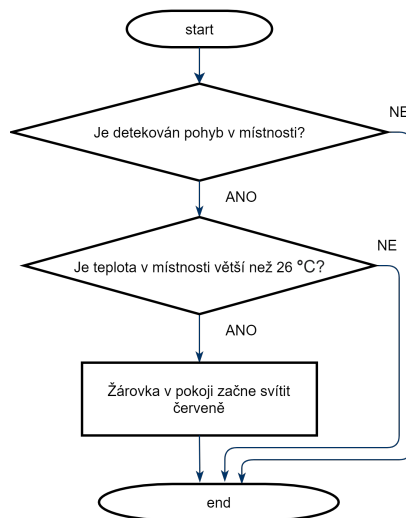 start
NE
Je detekován pohyb v místnosti?
ANO
NE
Je teplota v místnosti větší než 26 °C?
ANO
Žárovka v pokoji začne svítit
červeně
end